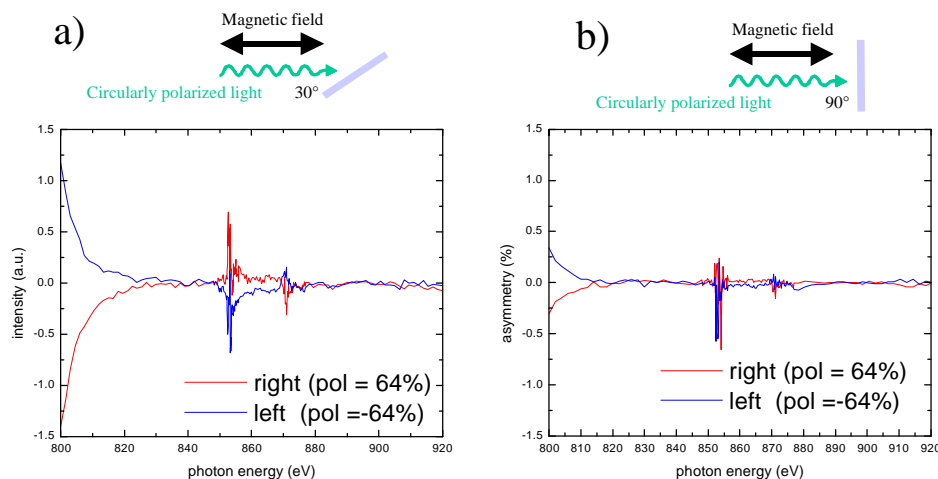 a)
Magnetic field
Circularly polarized light
30°
1.5
1.0
0.5
0.0
-0.5
-1.0
-1.5
intensity (a.u.)
right (pol = 64%)
left (pol =-64%)
800 820 840 860 880 900 920
photon energy (eV)
b)
Magnetic field
Circularly polarized light
90°
1.5
1.0
0.5
0.0
-0.5
-1.0
-1.5
asymmetry (%)
right (pol = 64%)
left (pol =-64%)
800 810 820 830 840 850 860 870 880 890 900 910 920
photon energy (eV)